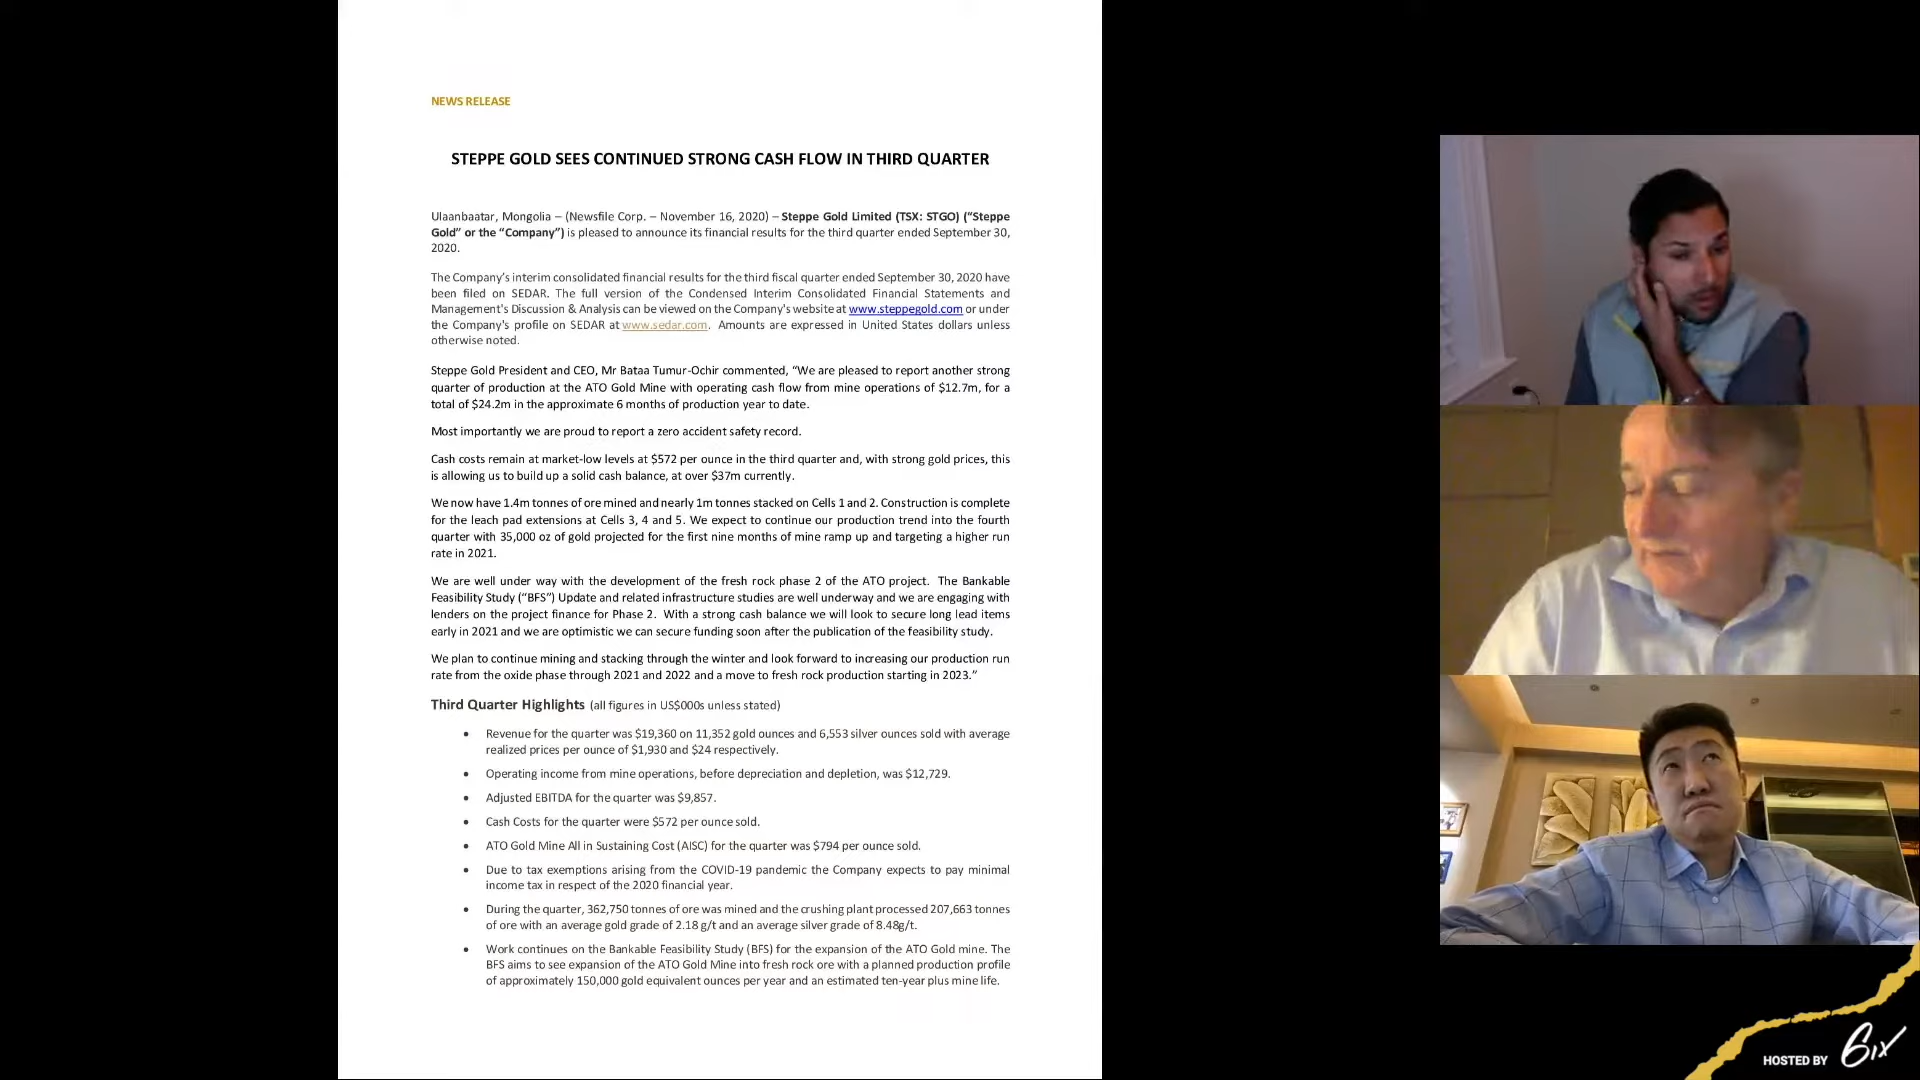 NEWS RELEASE
STEPPE GOLD SEES CONTINUED STRONG CASH FLOW IN THIRD QUARTER
Ulaanbaatar, Mongolia – (Newsfile Corp. – November 16, 2020) – Steppe Gold Limited (TSX: STGO) (“Steppe
Gold” or the “Company”) is pleased to announce its financial results for the third quarter ended September 30,
2020.
The Company’s interim consolidated financial results for the third fiscal quarter ended September 30, 2020 have
been filed on SEDAR. The full version of the Condensed Interim Consolidated Financial Statements and
Management's Discussion & Analysis can be viewed on the Company's website at www.steppegold.com or under
the Company's profile on SEDAR at www.sedar.com. Amounts are expressed in United States dollars unless
otherwise noted.
Steppe Gold President and CEO, Mr Bataa Tumur-Ochir commented, “We are pleased to report another strong
quarter of production at the ATO Gold Mine with operating cash flow from mine operations of $12.7m, for a
total of $24.2m in the approximate 6 months of production year to date.
Most importantly we are proud to report a zero accident safety record.
Cash costs remain at market-low levels at $572 per ounce in the third quarter and, with strong gold prices, this
is allowing us to build up a solid cash balance, at over $37m currently.
We now have 1.4m tonnes of ore mined and nearly 1m tonnes stacked on Cells 1 and 2. Construction is complete
for the leach pad extensions at Cells 3, 4 and 5. We expect to continue our production trend into the fourth
quarter with 35,000 oz of gold projected for the first nine months of mine ramp up and targeting a higher run
rate in 2021.
We are well under way with the development of the fresh rock phase 2 of the ATO project. The Bankable
Feasibility Study (“BFS”) Update and related infrastructure studies are well underway and we are engaging with
lenders on the project finance for Phase 2. With a strong cash balance we will look to secure long lead items
early in 2021 and we are optimistic we can secure funding soon after the publication of the feasibility study.
We plan to continue mining and stacking through the winter and look forward to increasing our production run
rate from the oxide phase through 2021 and 2022 and a move to fresh rock production starting in 2023.”
Third Quarter Highlights (all figures in US$000s unless stated)
• Revenue for the quarter was $19,360 on 11,352 gold ounces and 6,553 silver ounces sold with average
realized prices per ounce of $1,930 and $24 respectively.
• Operating income from mine operations, before depreciation and depletion, was $12,729.
• Adjusted EBITDA for the quarter was $9,857.
• Cash Costs for the quarter were $572 per ounce sold.
• ATO Gold Mine All in Sustaining Cost (AISC) for the quarter was $794 per ounce sold.
• Due to tax exemptions arising from the COVID-19 pandemic the Company expects to pay minimal
income tax in respect of the 2020 financial year.
• During the quarter, 362,750 tonnes of ore was mined and the crushing plant processed 207,663 tonnes
of ore with an average gold grade of 2.18 g/t and an average silver grade of 8.48g/t.
• Work continues on the Bankable Feasibility Study (BFS) for the expansion of the ATO Gold mine. The
BFS aims to see expansion of the ATO Gold Mine into fresh rock ore with a planned production profile
of approximately 150,000 gold equivalent ounces per year and an estimated ten-year plus mine life.
HOSTED BY 6ix